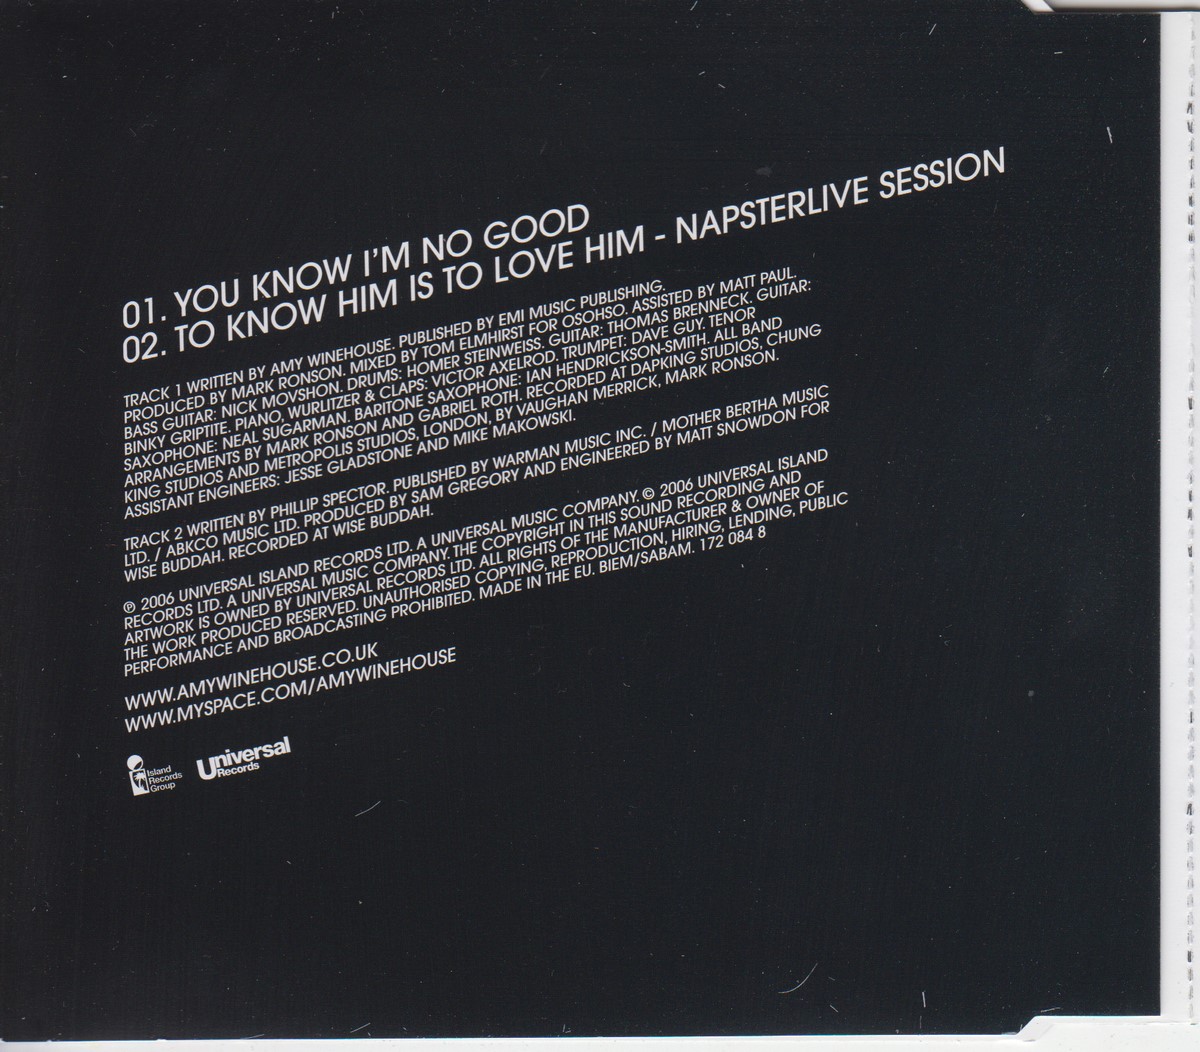 01. YOU KNOW I'M NO GOOD
02. TO KNOW HIM IS TO LOVE HIM - NAPSTERLIVE SESSION
TRACK 1 WRITTEN BY AMY WINEHOUSE. PUBLISHED BY EMI MUSIC PUBLISHING.
PRODUCED BY MARK RONSON. MIXED BY TOM ELMHIRST FOR OSOHSO. ASSISTED BY MATT PAUL.
BASS GUITAR: NICK MOVSHON. DRUMS: HOMER STEINWEISS. GUITAR: THOMAS BRENNECK. GUITAR:
BINKY GRIPTITE. PIANO, WURLITZER & CLAPS: VICTOR AXELROD. TRUMPET: DAVE GUY. TENOR
SAXOPHONE: NEAL SUGARMAN. BARITONE SAXOPHONE: IAN HENDRICKSON-SMITH. ALL BAND
ARRANGEMENTS BY MARK RONSON AND GABRIEL ROTH. RECORDED AT DAPKING STUDIOS, CHUNG
KING STUDIOS AND METROPOLIS STUDIOS, LONDON, BY VAUGHAN MERRICK, MARK RONSON.
ASSISTANT ENGINEERS: JESSE GLADSTONE AND MIKE MAKOWSKI.
TRACK 2 WRITTEN BY PHILLIP SPECTOR. PUBLISHED BY WARMAN MUSIC INC. / MOTHER BERTHA MUSIC
LTD. / ABKCO MUSIC LTD. PRODUCED BY SAM GREGORY AND ENGINEERED BY MATT SNOWDON FOR
WISE BUDDAH. RECORDED AT WISE BUDDAH.
℗ 2006 UNIVERSAL ISLAND RECORDS LTD. A UNIVERSAL MUSIC COMPANY. © 2006 UNIVERSAL ISLAND
RECORDS LTD. A UNIVERSAL MUSIC COMPANY. THE COPYRIGHT IN THIS SOUND RECORDING AND
ARTWORK IS OWNED BY UNIVERSAL RECORDS LTD. ALL RIGHTS OF THE MANUFACTURER & OWNER OF
THE WORK PRODUCED RESERVED. UNAUTHORISED COPYING, REPRODUCTION, HIRING, LENDING, PUBLIC
PERFORMANCE AND BROADCASTING PROHIBITED. MADE IN THE EU. BIEM/SABAM. 172 084 8
WWW.AMYWINEHOUSE.CO.UK
WWW.MYSPACE.COM/AMYWINEHOUSE
Island
Records
Group
Universal
Records